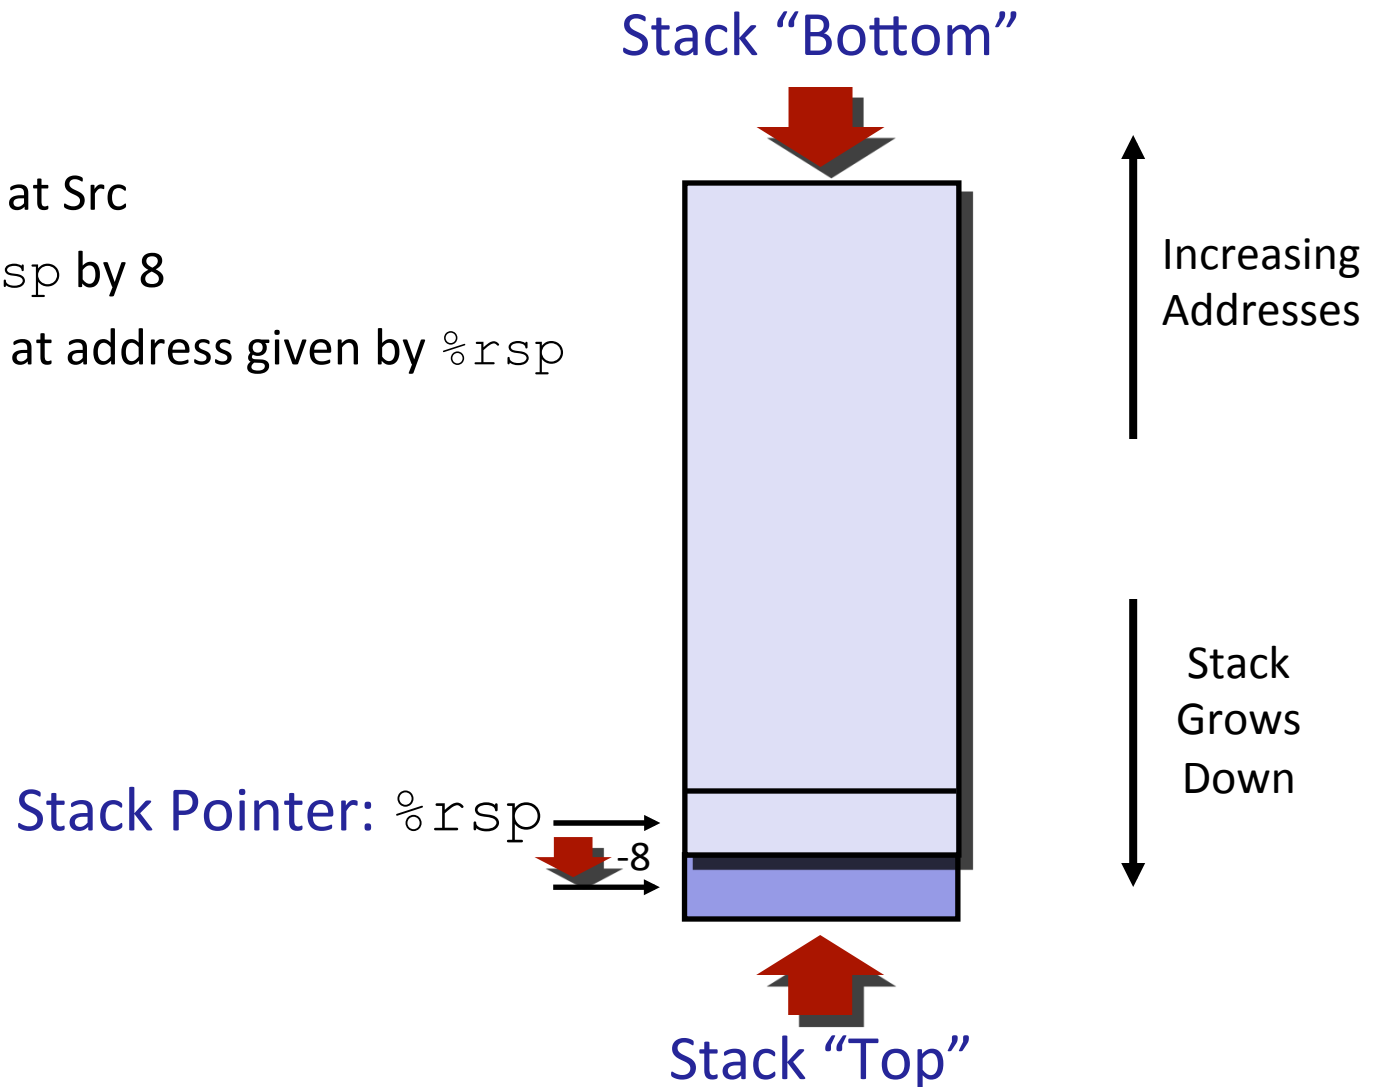 Stack “Bottom”
at Src
sp by 8
at address given by %rsp
Increasing
Addresses
Stack
Grows
Down
Stack Pointer: %rsp
-8
Stack “Top”